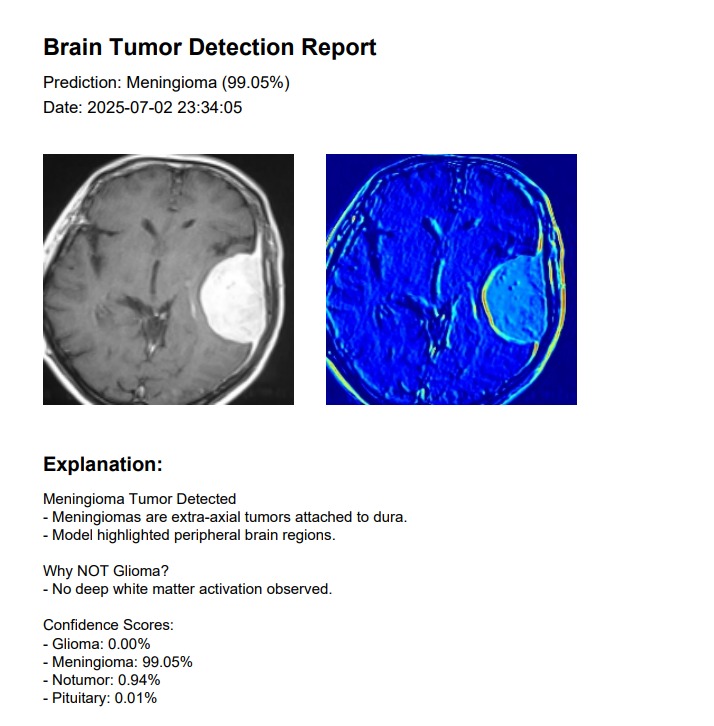 Brain Tumor Detection Report
Prediction: Meningioma (99.05%)
Date: 2025-07-02 23:34:05
Explanation:
Meningioma Tumor Detected
- Meningiomas are extra-axial tumors attached to dura.
- Model highlighted peripheral brain regions.
Why NOT Glioma?
- No deep white matter activation observed.
Confidence Scores:
- Glioma: 0.00%
- Meningioma: 99.05%
- Notumor: 0.94%
- Pituitary: 0.01%